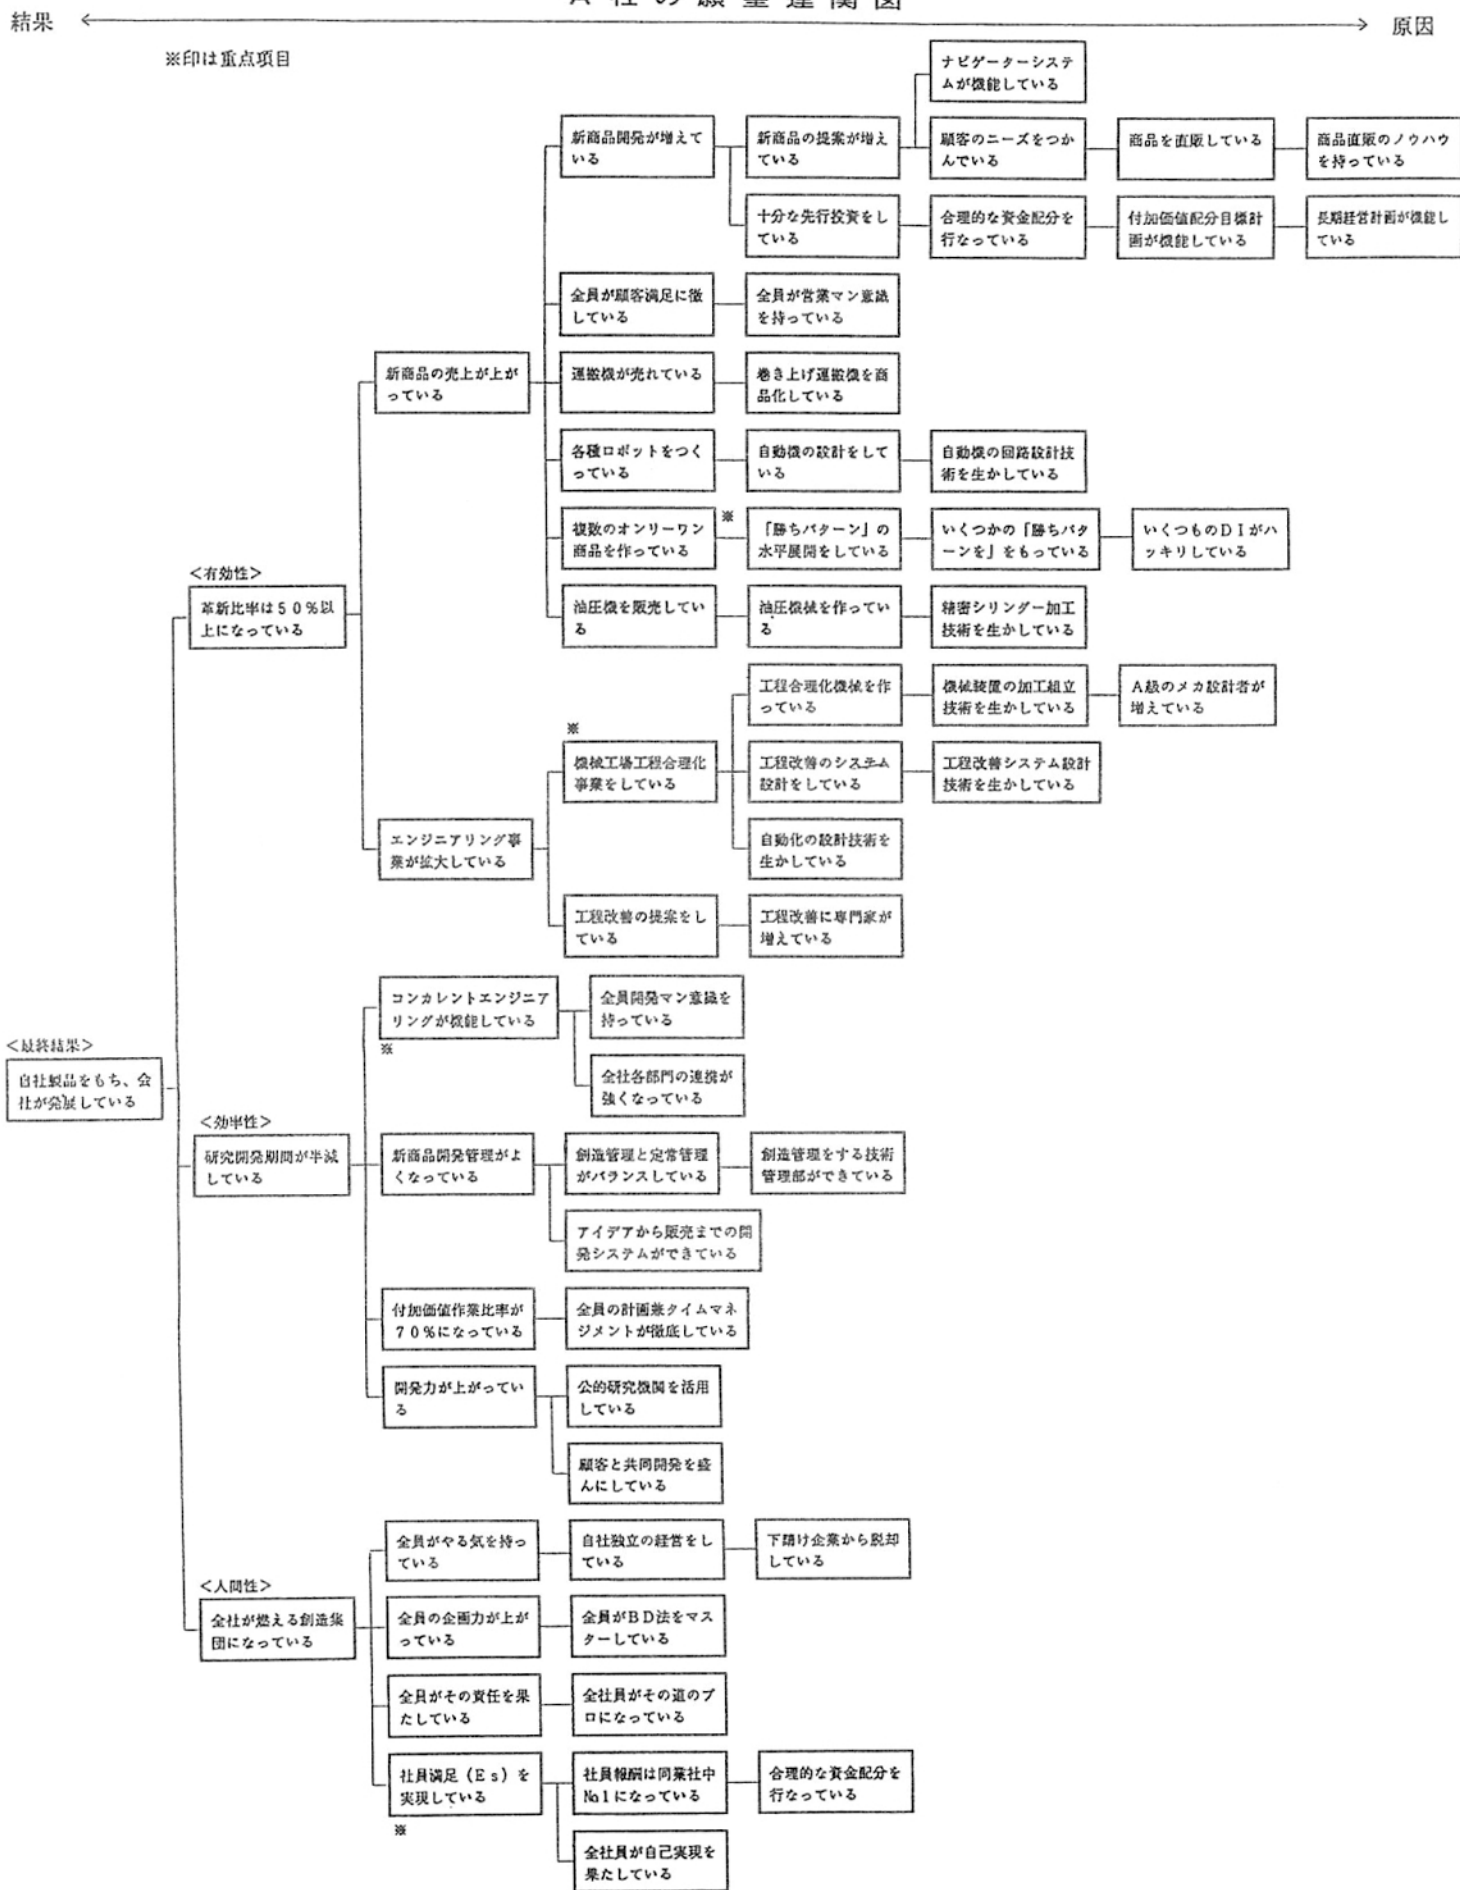 A社の願望連関図
結果
原因
※印は重点項目
ナビゲーターシステ
ムが機能している
新商品開発が増えて
いる
新商品の提案が増え
ている
顧客のニーズをつか
んでいる
商品を直販している
商品直販のノウハウ
を持っている
十分な先行投資をし
ている
合理的な資金配分を
行なっている
付加価値配分目標計
画が機能している
長期経営計画が機能し
ている
全員が顧客満足に徹
している
全員が営業マン意識
を持っている
新商品の売上が上が
っている
運搬機が売れている
巻き上げ運搬機を商
品化している
各種ロボットをつく
っている
自動機の設計をして
いる
自動機の回路設計技
術を生かしている
複数のオンリーワン
商品を作っている
※
「勝ちパターン」の
水平展開をしている
いくつかの「勝ちパタ
ーンを」をもっている
いくつものDIがハ
ッキリしている
<有効性>
革新比率は50%以
上になっている
油圧機を販売してい
る
油圧機械を作ってい
る
精密シリンダー加工
技術を生かしている
工程合理化機械を作
っている
機械装置の加工組立
技術を生かしている
A級のメカ設計者が
増えている
※
機械工場工程合理化
事業をしている
工程改善のシステム
設計をしている
工程改善システム設計
技術を生かしている
エンジニアリング事
業が拡大している
自動化の設計技術を
生かしている
工程改善の提案をし
ている
工程改善に専門家が
増えている
コンカレントエンジニア
リングが機能している
※
全員開発マン意識を
持っている
<最終結果>
自社製品をもち、会
社が発展している
全社各部門の連携が
強くなっている
<効率性>
研究開発期間が半減
している
新商品開発管理がよ
くなっている
創造管理と定常管理
がバランスしている
創造管理をする技術
管理部ができている
アイデアから販売までの開
発システムができている
付加価値作業比率が
70%になっている
全員の計画兼タイムマネ
ジメントが徹底している
開発力が上がってい
る
公的研究機関を活用
している
顧客と共同開発を盛
んにしている
全員がやる気を持っ
ている
自社独立の経営をし
ている
下請け企業から脱却
している
<人間性>
全社が燃える創造集
団になっている
全員の企画力が上が
っている
全員がBD法をマス
ターしている
全員がその責任を果
たしている
全社員がその道のプ
ロになっている
社員満足(Es)を
実現している
※
社員報酬は同業社中
No1になっている
合理的な資金配分を
行なっている
全社員が自己実現を
果たしている